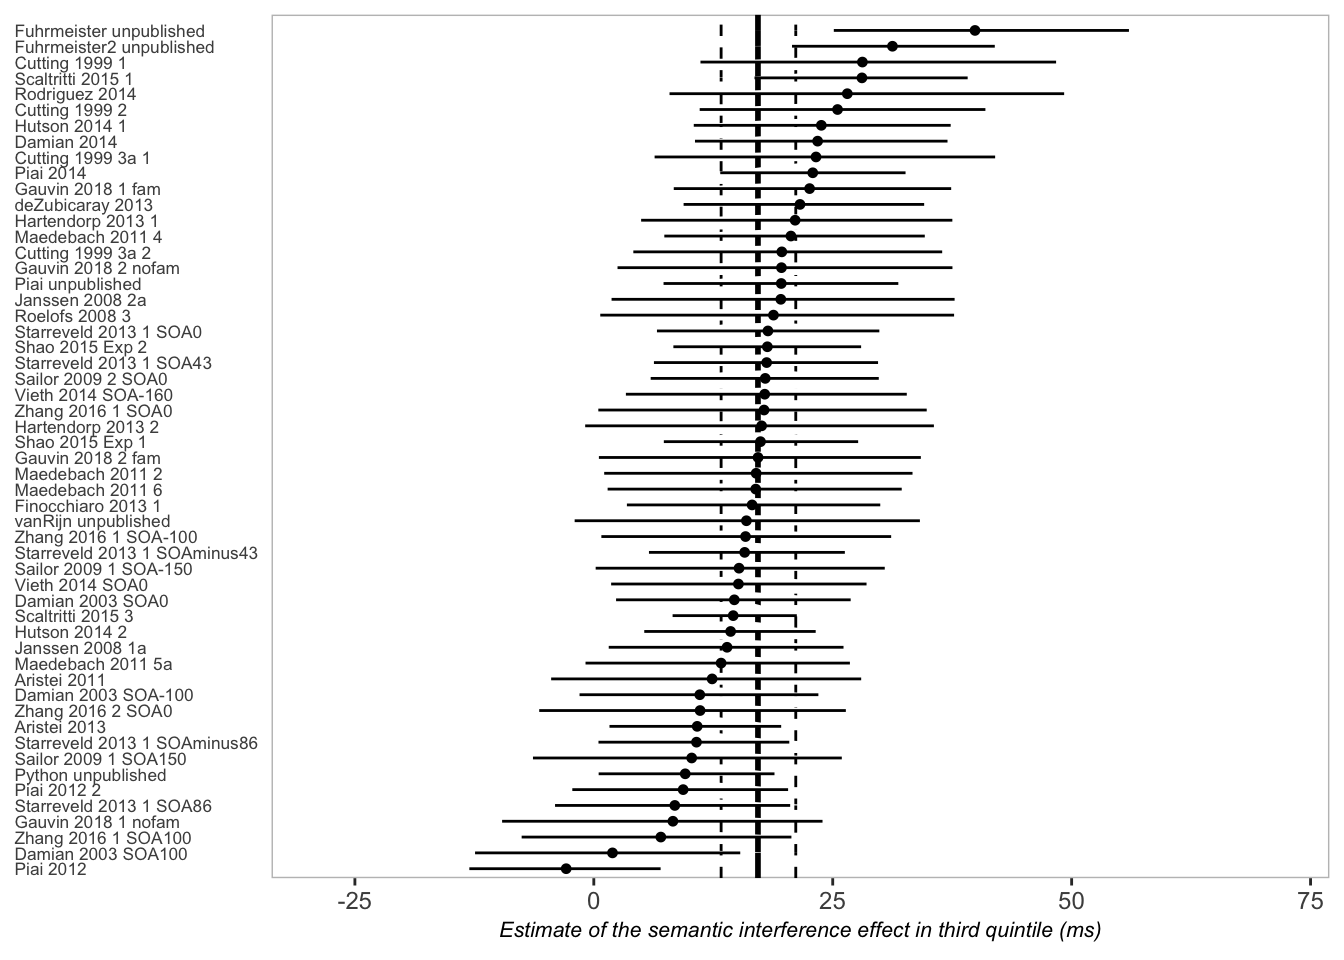 Fuhrmeister unpublished
Fuhrmeister2 unpublished
Cutting 1999 1
Scaltritti 2015 1
Rodriguez 2014
Cutting 1999 2
Hutson 2014 1
Damian 2014
Cutting 1999 3a 1
Piai 2014
Gauvin 2018 1 fam
deZubicaray 2013
Hartendorp 2013 1
Maedebach 2011 4
Cutting 1999 3a 2
Gauvin 2018 2 nofam
Piai unpublished
Janssen 2008 2a
Roelofs 2008 3
Starreveld 2013 1 SOA0
Shao 2015 Exp 2
Starreveld 2013 1 SOA43
Sailor 2009 2 SOA0
Vieth 2014 SOA-160
Zhang 2016 1 SOA0
Hartendorp 2013 2
Shao 2015 Exp 1
Gauvin 2018 2 fam
Maedebach 2011 2
Maedebach 2011 6
Finocchiaro 2013 1
vanRijn unpublished
Zhang 2016 1 SOA-100
Starreveld 2013 1 SOAminus43
Sailor 2009 1 SOA-150
Vieth 2014 SOA0
Damian 2003 SOA0
Scaltritti 2015 3
Hutson 2014 2
Janssen 2008 1a
Maedebach 2011 5a
Aristei 2011
Damian 2003 SOA-100
Zhang 2016 2 SOA0
Aristei 2013
Starreveld 2013 1 SOAminus86
Sailor 2009 1 SOA150
Python unpublished
Piai 2012 2
Starreveld 2013 1 SOA86
Gauvin 2018 1 nofam
Zhang 2016 1 SOA100
Damian 2003 SOA100
Piai 2012
-25 0 25 50 75
Estimate of the semantic interference effect in third quintile (ms)